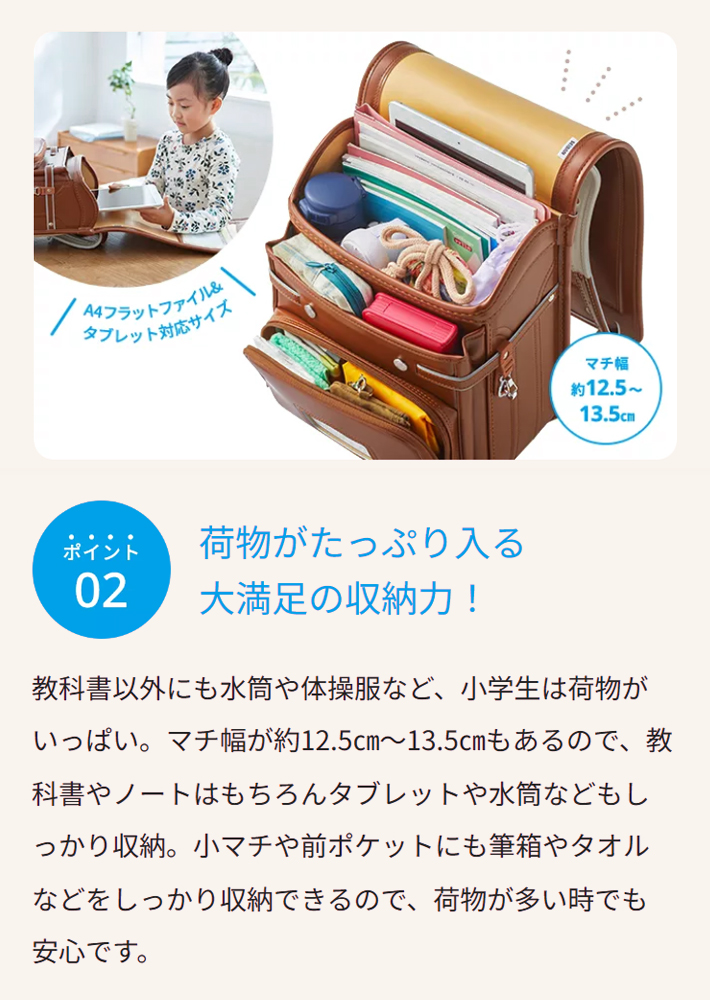 A4フラットファイル&
タブレット対応サイズ
マチ幅
約12.5～
13.5㎝
ポイント
02
荷物がたっぷり入る
大満足の収納力！
教科書以外にも水筒や体操服など、小学生は荷物が
いっぱい。マチ幅が約12.5㎝～13.5㎝もあるので、教
科書やノートはもちろんタブレットや水筒などもし
っかり収納。小マチや前ポケットにも筆箱やタオル
などをしっかり収納できるので、荷物が多い時でも
安心です。